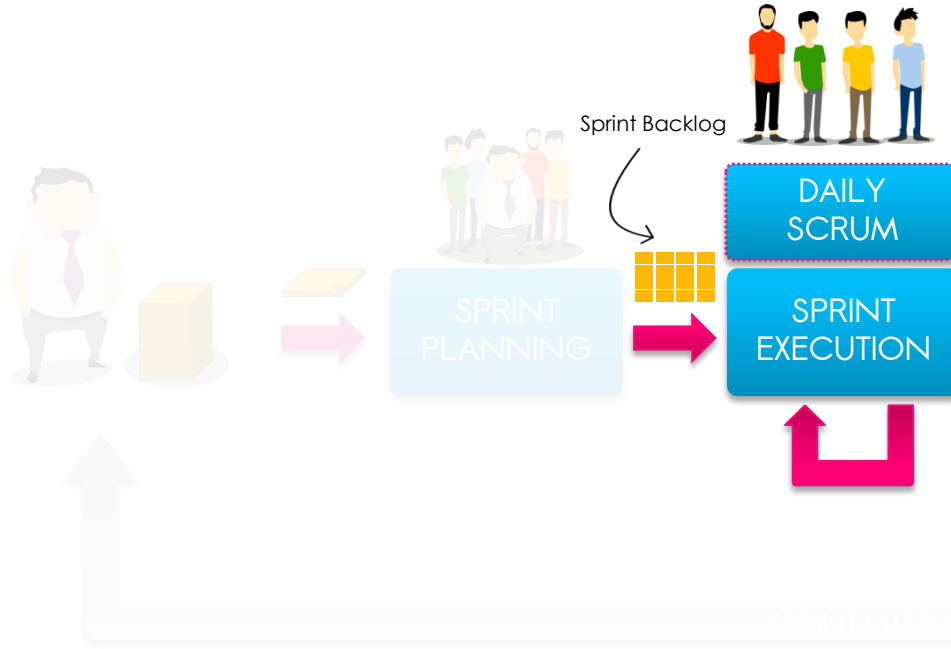 Sprint Backlog
DAILY
SCRUM
SPRINT
PLANNING
SPRINT
EXECUTION